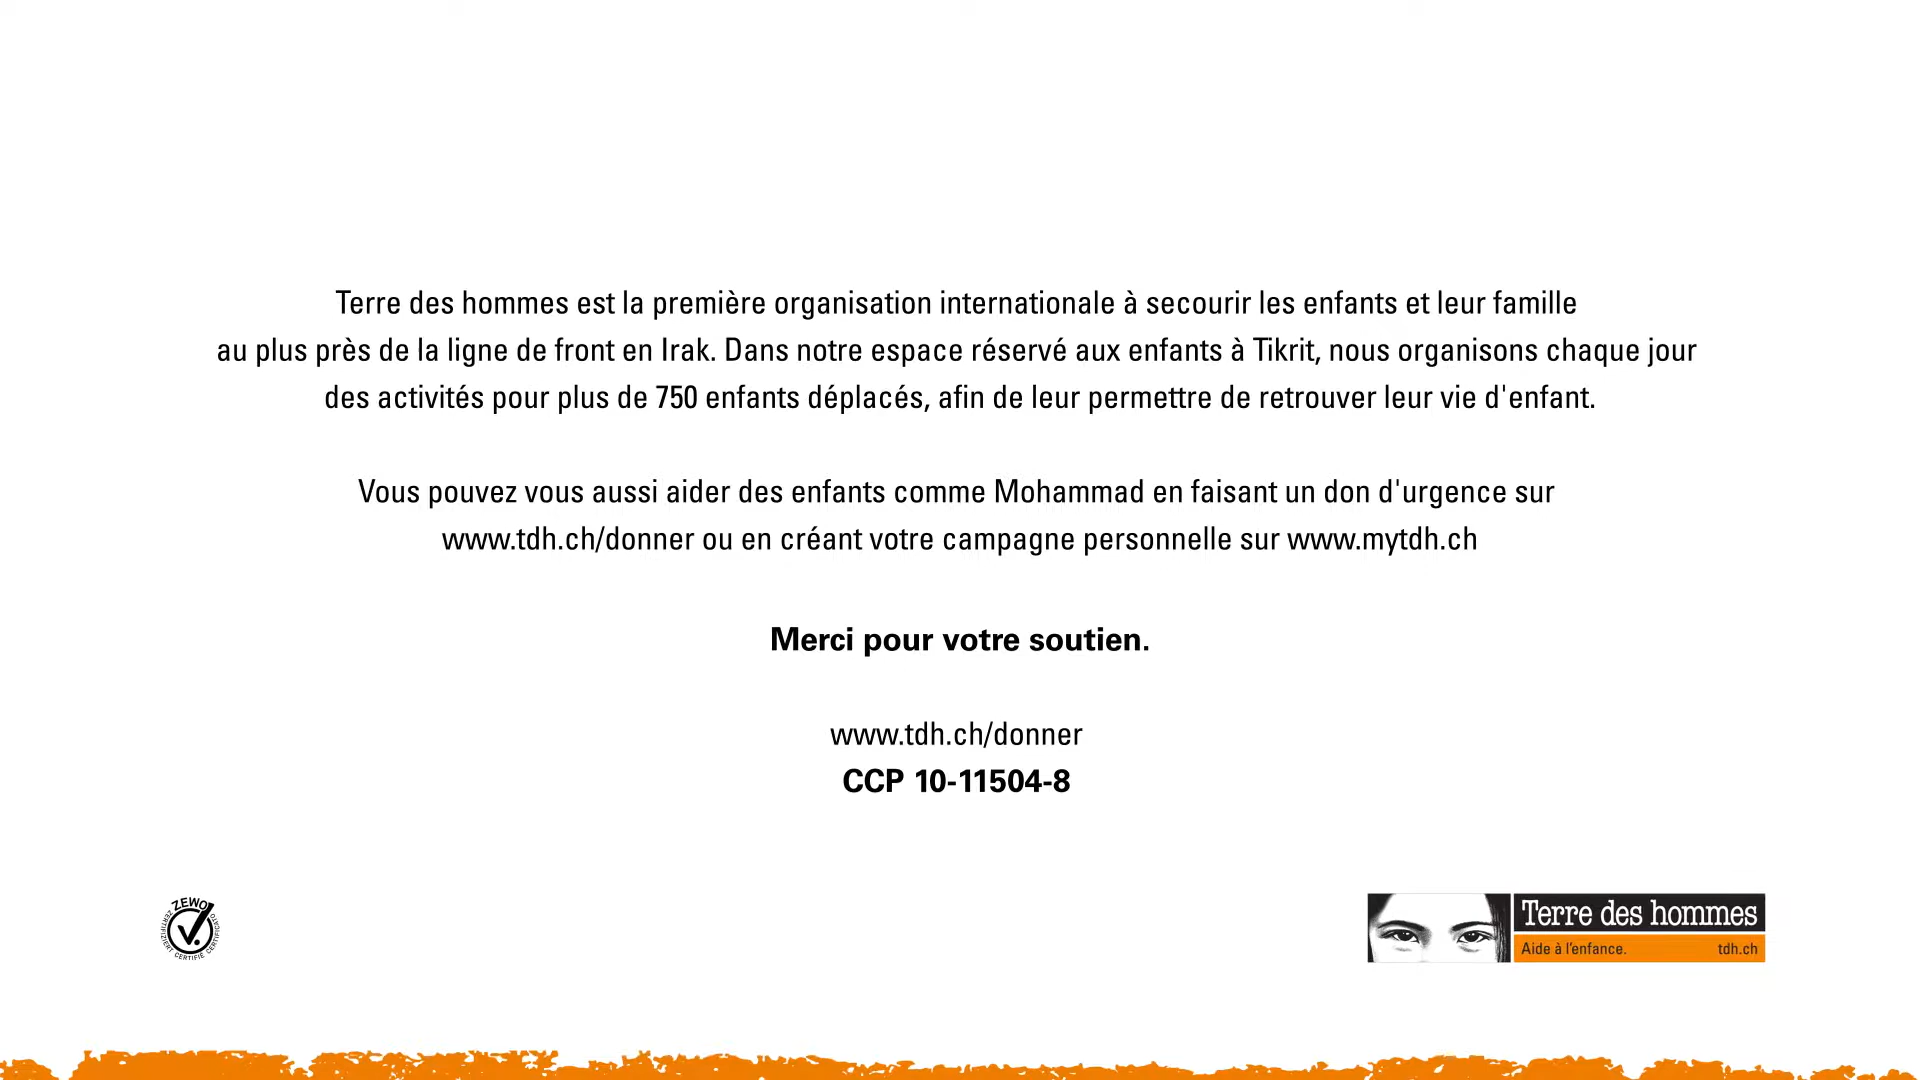 Terre des hommes est la première organisation internationale à secourir les enfants et leur famille
au plus près de la ligne de front en Irak. Dans notre espace réservé aux enfants à Tikrit, nous organisons chaque jour
des activités pour plus de 750 enfants déplacés, afin de leur permettre de retrouver leur vie d'enfant.
Vous pouvez vous aussi aider des enfants comme Mohammad en faisant un don d'urgence sur
www.tdh.ch/donner ou en créant votre campagne personnelle sur www.mytdh.ch
Merci pour votre soutien.
www.tdh.ch/donner
CCP 10-11504-8
ZEWO
ZERTIFIZIERT CERTIFIÉ CERTIFICATO
Terre des hommes
Aide à l'enfance. tdh.ch